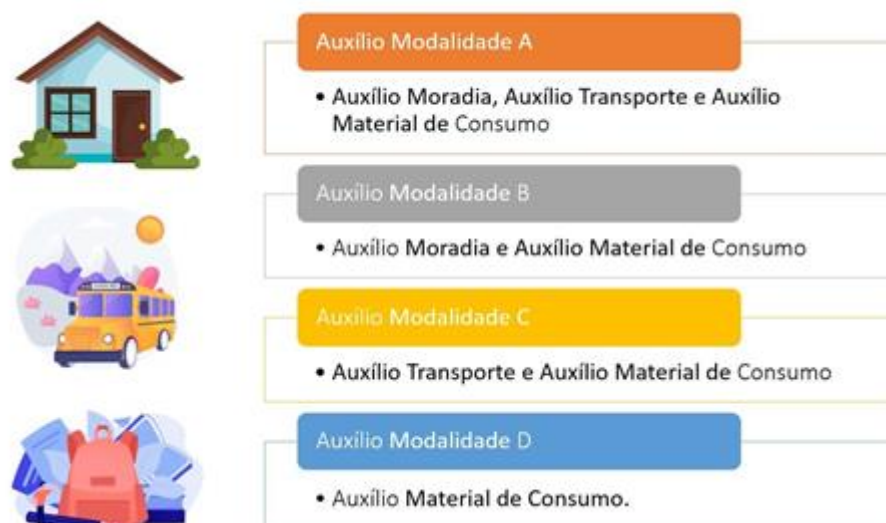 Auxílio Modalidade A
• Auxílio Moradia, Auxílio Transporte e Auxílio
Material de Consumo
Auxílio Modalidade B
• Auxílio Moradia e Auxílio Material de Consumo
Auxílio Modalidade C
• Auxílio Transporte e Auxílio Material de Consumo
Auxílio Modalidade D
• Auxílio Material de Consumo.